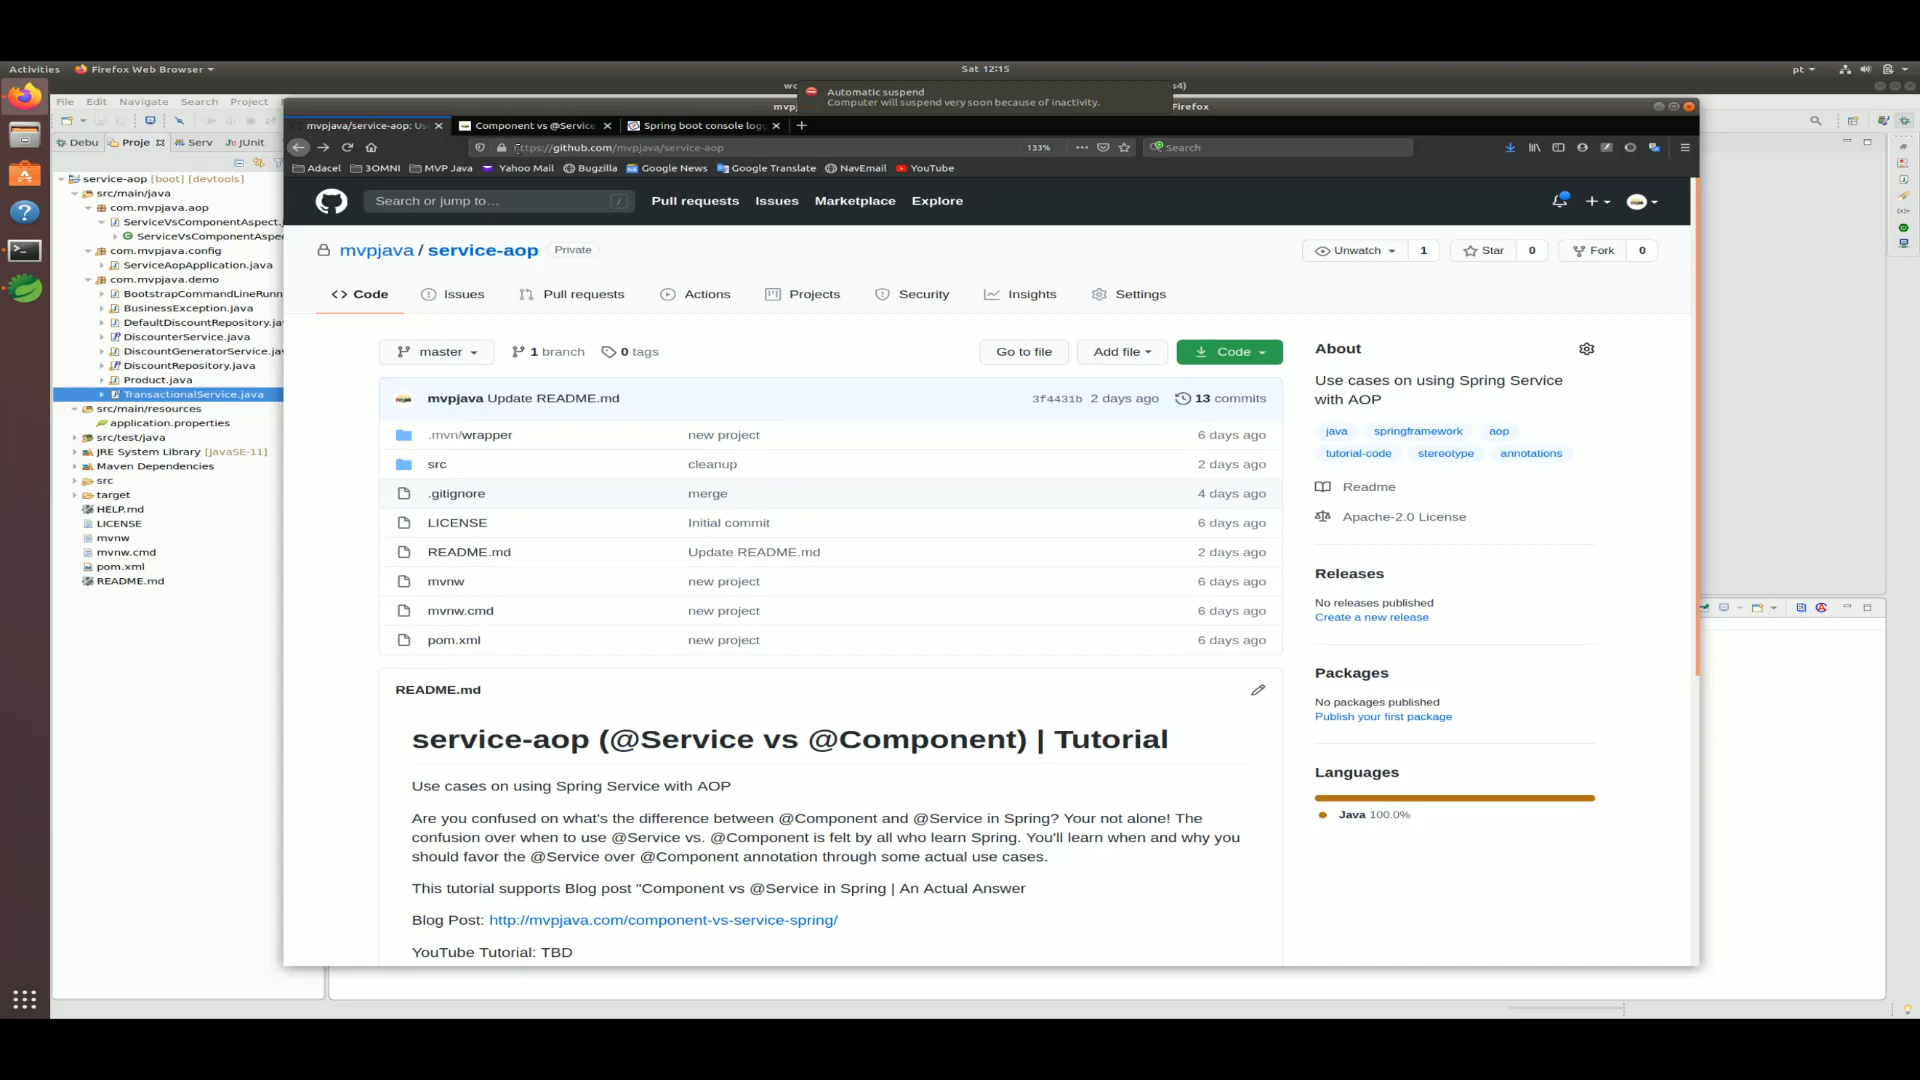 Activities Firefox Web Browser Sat 12:15 pt
File Edit Navigate Search Project
Automatic suspend
Computer will suspend very soon because of inactivity.
Firefox
mvpjava/service-aop: Us Component vs @Service Spring boot console log
https://github.com/mvpjava/service-aop 133% Search
Adacel 3OMNI MVP Java Yahoo Mail Bugzilla Google News Google Translate NavEmail YouTube
Debu Proje Serv JUnit
service-aop [boot] [devtools]
src/main/java
com.mvpjava.aop
ServiceVsComponentAspect.
ServiceVsComponentAspe
com.mvpjava.config
ServiceAopApplication.java
com.mvpjava.demo
BootstrapCommandLineRunn
BusinessException.java
DefaultDiscountRepository.ja
DiscounterService.java
DiscountGeneratorService.ja
DiscountRepository.java
Product.java
TransactionalService.java
src/main/resources
application.properties
src/test/java
JRE System Library [JavaSE-11]
Maven Dependencies
src
target
HELP.md
LICENSE
mvnw
mvnw.cmd
pom.xml
README.md
Search or jump to… / Pull requests Issues Marketplace Explore
mvpjava / service-aop Private Unwatch 1 Star 0 Fork 0
Code Issues Pull requests Actions Projects Security Insights Settings
master 1 branch 0 tags Go to file Add file Code
mvpjava Update README.md 3f4431b 2 days ago 13 commits
.mvn/wrapper new project 6 days ago
src cleanup 2 days ago
.gitignore merge 4 days ago
LICENSE Initial commit 6 days ago
README.md Update README.md 2 days ago
mvnw new project 6 days ago
mvnw.cmd new project 6 days ago
pom.xml new project 6 days ago
README.md
service-aop (@Service vs @Component) | Tutorial
Use cases on using Spring Service with AOP
Are you confused on what's the difference between @Component and @Service in Spring? Your not alone! The
confusion over when to use @Service vs. @Component is felt by all who learn Spring. You'll learn when and why you
should favor the @Service over @Component annotation through some actual use cases.
This tutorial supports Blog post "Component vs @Service in Spring | An Actual Answer
Blog Post: http://mvpjava.com/component-vs-service-spring/
YouTube Tutorial: TBD
About
Use cases on using Spring Service
with AOP
java springframework aop
tutorial-code stereotype annotations
Readme
Apache-2.0 License
Releases
No releases published
Create a new release
Packages
No packages published
Publish your first package
Languages
Java 100.0%